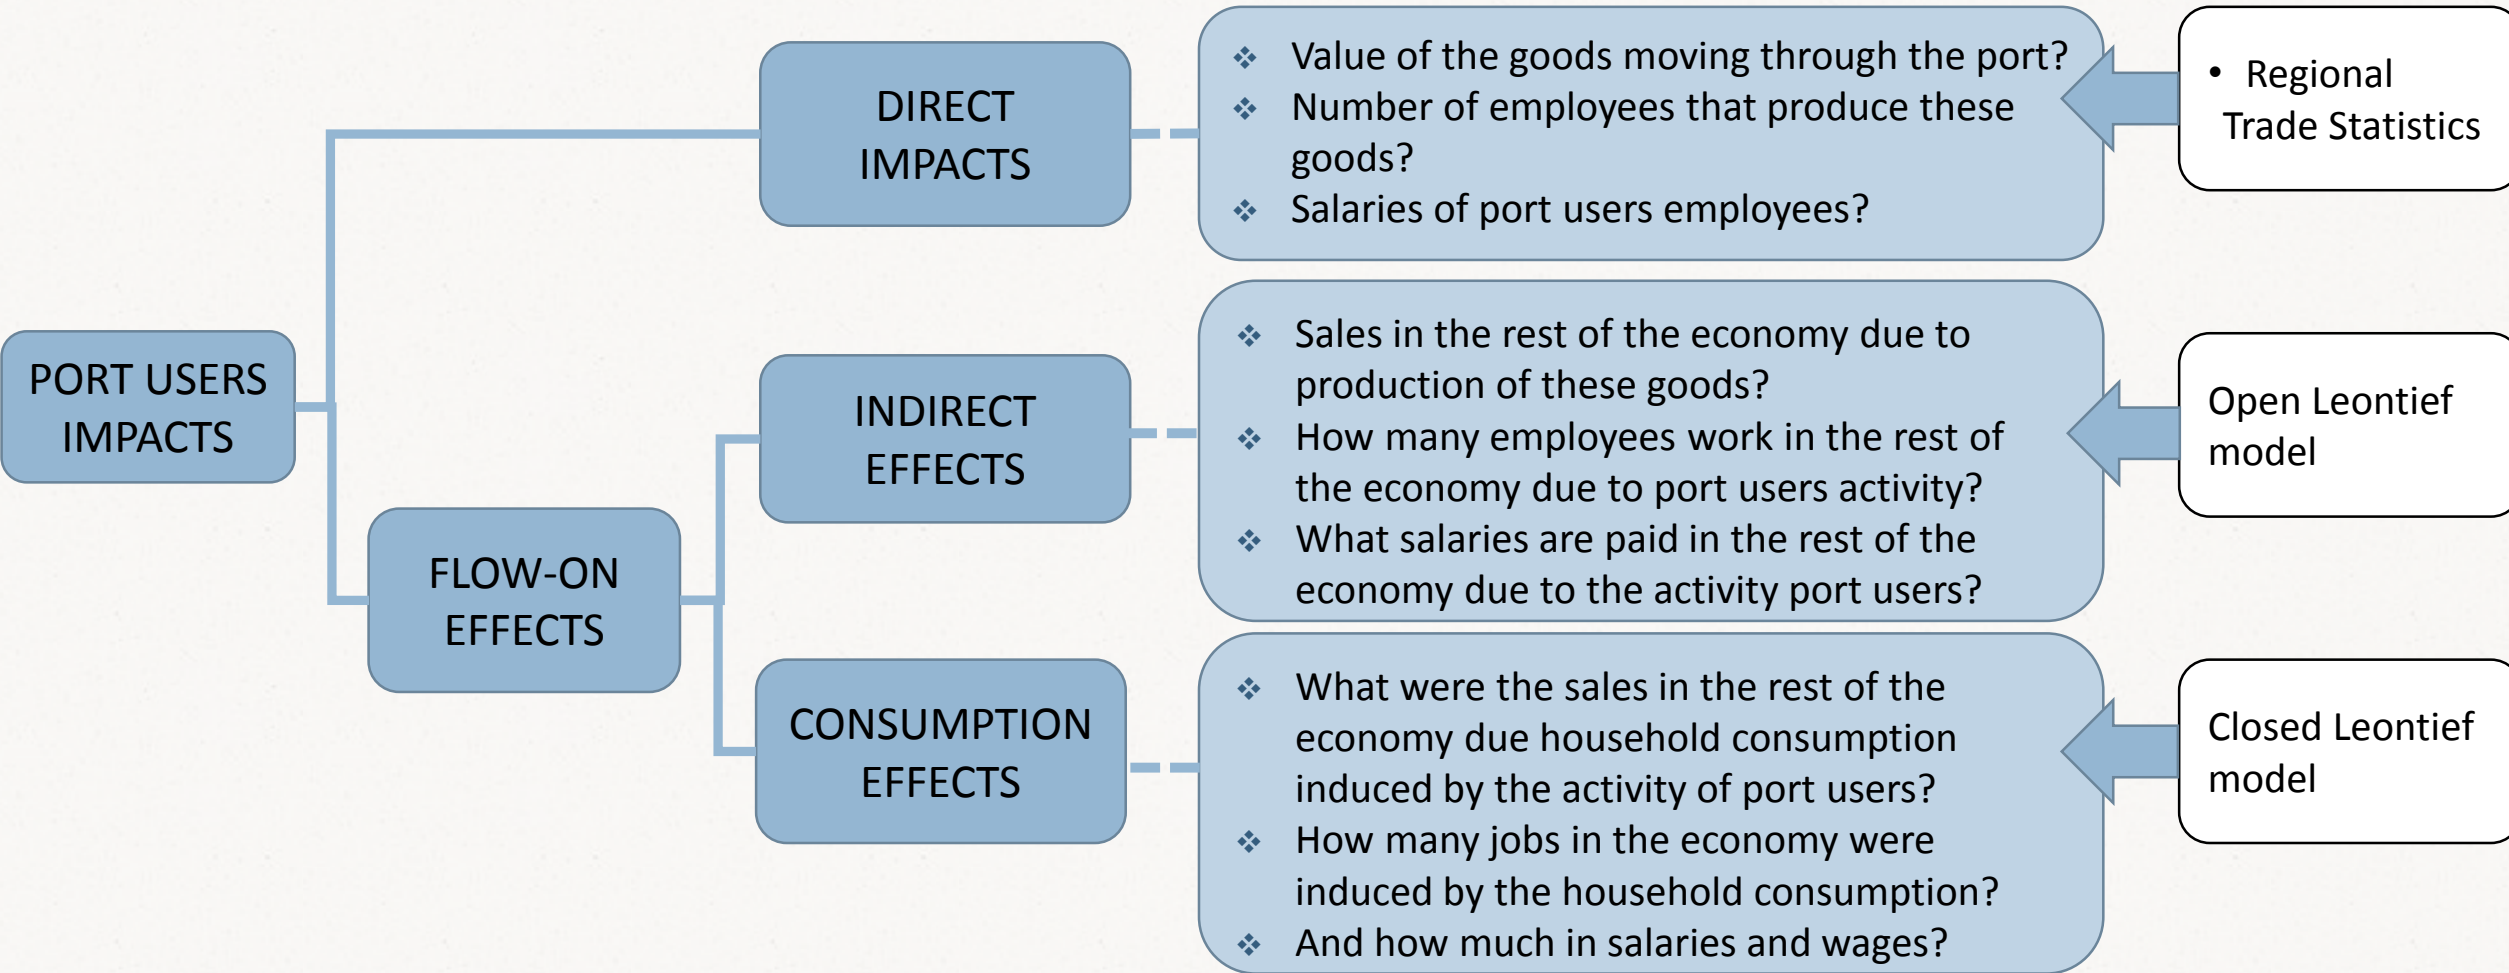 PORT USERS
IMPACTS
DIRECT
IMPACTS
❖ Value of the goods moving through the port?
❖ Number of employees that produce these
goods?
❖ Salaries of port users employees?
• Regional
Trade Statistics
FLOW-ON
EFFECTS
INDIRECT
EFFECTS
❖ Sales in the rest of the economy due to
production of these goods?
❖ How many employees work in the rest of
the economy due to port users activity?
❖ What salaries are paid in the rest of the
economy due to the activity port users?
Open Leontief
model
CONSUMPTION
EFFECTS
❖ What were the sales in the rest of the
economy due household consumption
induced by the activity of port users?
❖ How many jobs in the economy were
induced by the household consumption?
❖ And how much in salaries and wages?
Closed Leontief
model